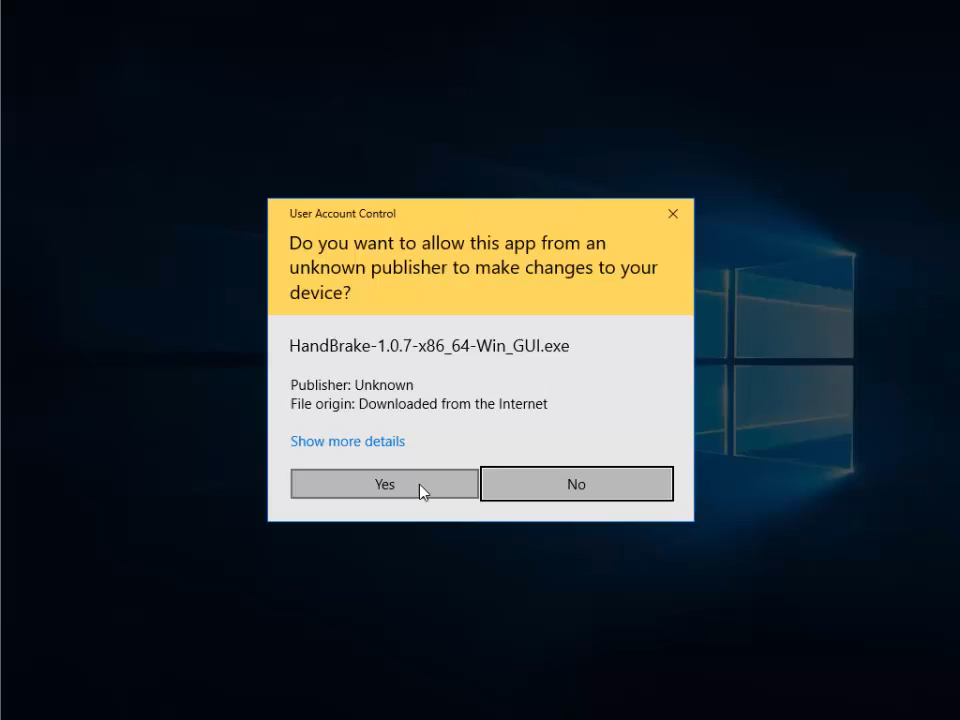 User Account Control
Do you want to allow this app from an
unknown publisher to make changes to your
device?
HandBrake-1.0.7-x86_64-Win_GUI.exe
Publisher: Unknown
File origin: Downloaded from the Internet
Show more details
Yes
No